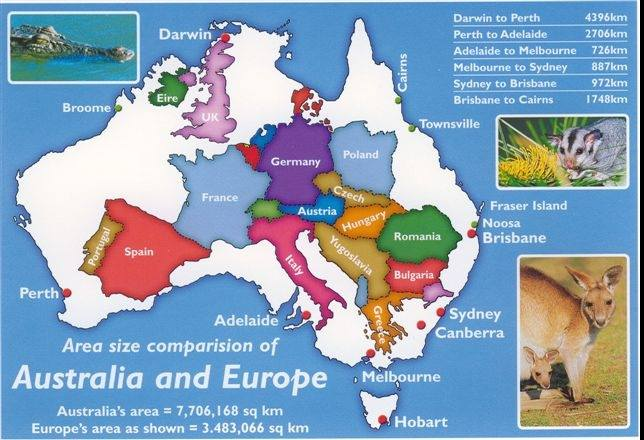 Darwin to Perth 4396km
Perth to Adelaide 2706km
Adelaide to Melbourne 726km
Melbourne to Sydney 887km
Sydney to Brisbane 972km
Brisbane to Cairns 1748km
Darwin
Cairns
Broome
Eire
UK
Townsville
Germany
Poland
France
Czech
Austria
Hungary
Fraser Island
Noosa
Brisbane
Portugal
Spain
Italy
Yugoslavia
Romania
Bulgaria
Greece
Perth
Adelaide
Sydney
Canberra
Melbourne
Hobart
Area size comparision of
Australia and Europe
Australia's area = 7,706,168 sq km
Europe's area as shown = 3.483,066 sq km